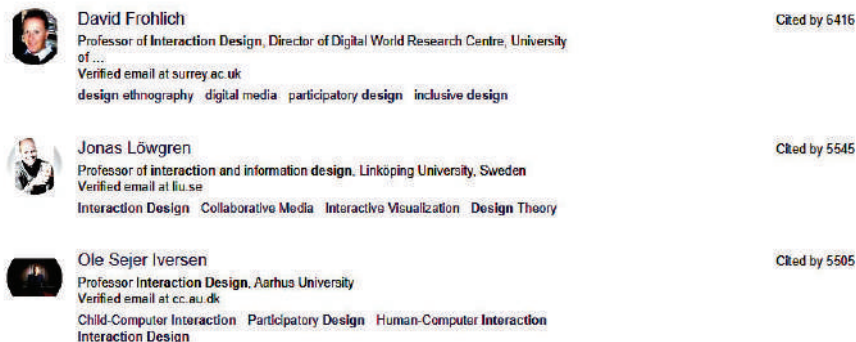 David Frohlich
Cited by 6416
Professor of Interaction Design, Director of Digital World Research Centre, University
of ...
Verified email at surrey.ac.uk
design ethnography digital media participatory design inclusive design
Jonas Löwgren
Cited by 5545
Professor of interaction and information design, Linköping University, Sweden
Verified email at liu.se
Interaction Design Collaborative Media Interactive Visualization Design Theory
Ole Sejer Iversen
Cited by 5505
Professor Interaction Design, Aarhus University
Verified email at cc.au.dk
Child-Computer Interaction Participatory Design Human-Computer Interaction
Interaction Design